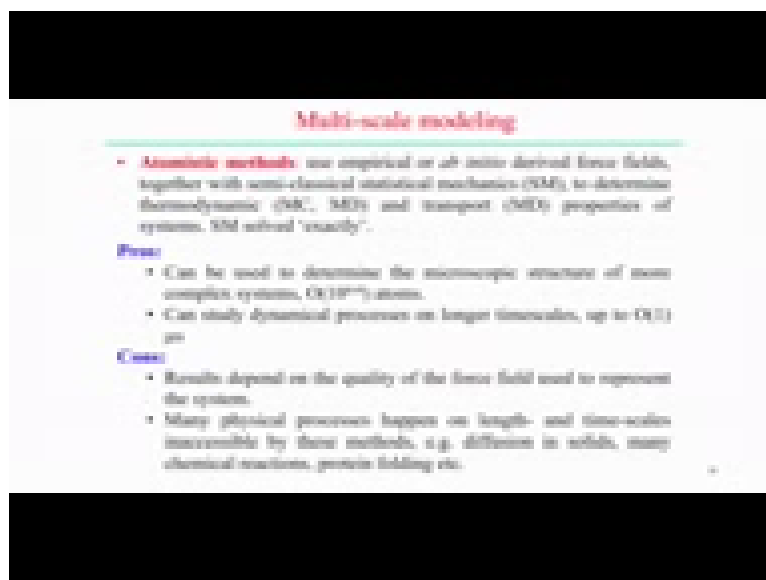 Multi-scale modeling
• Atomistic methods: use empirical or ab initio derived force fields,
together with semi-classical statistical mechanics (SM), to determine
thermodynamic (MC, MD) and transport (MD) properties of
systems. SM solved "exactly".
Pros:
• Can be used to determine the microscopic structure of more
complex systems, atoms.
• Can study dynamical processes on longer timescales, up to O(1)
Cons:
• Results depend on the quality of the force field used to represent
the system.
• Many physical processes happen on length- and time-scales
inaccessible by these methods, e.g. diffusion in solids, many
chemical reactions, protein folding etc.